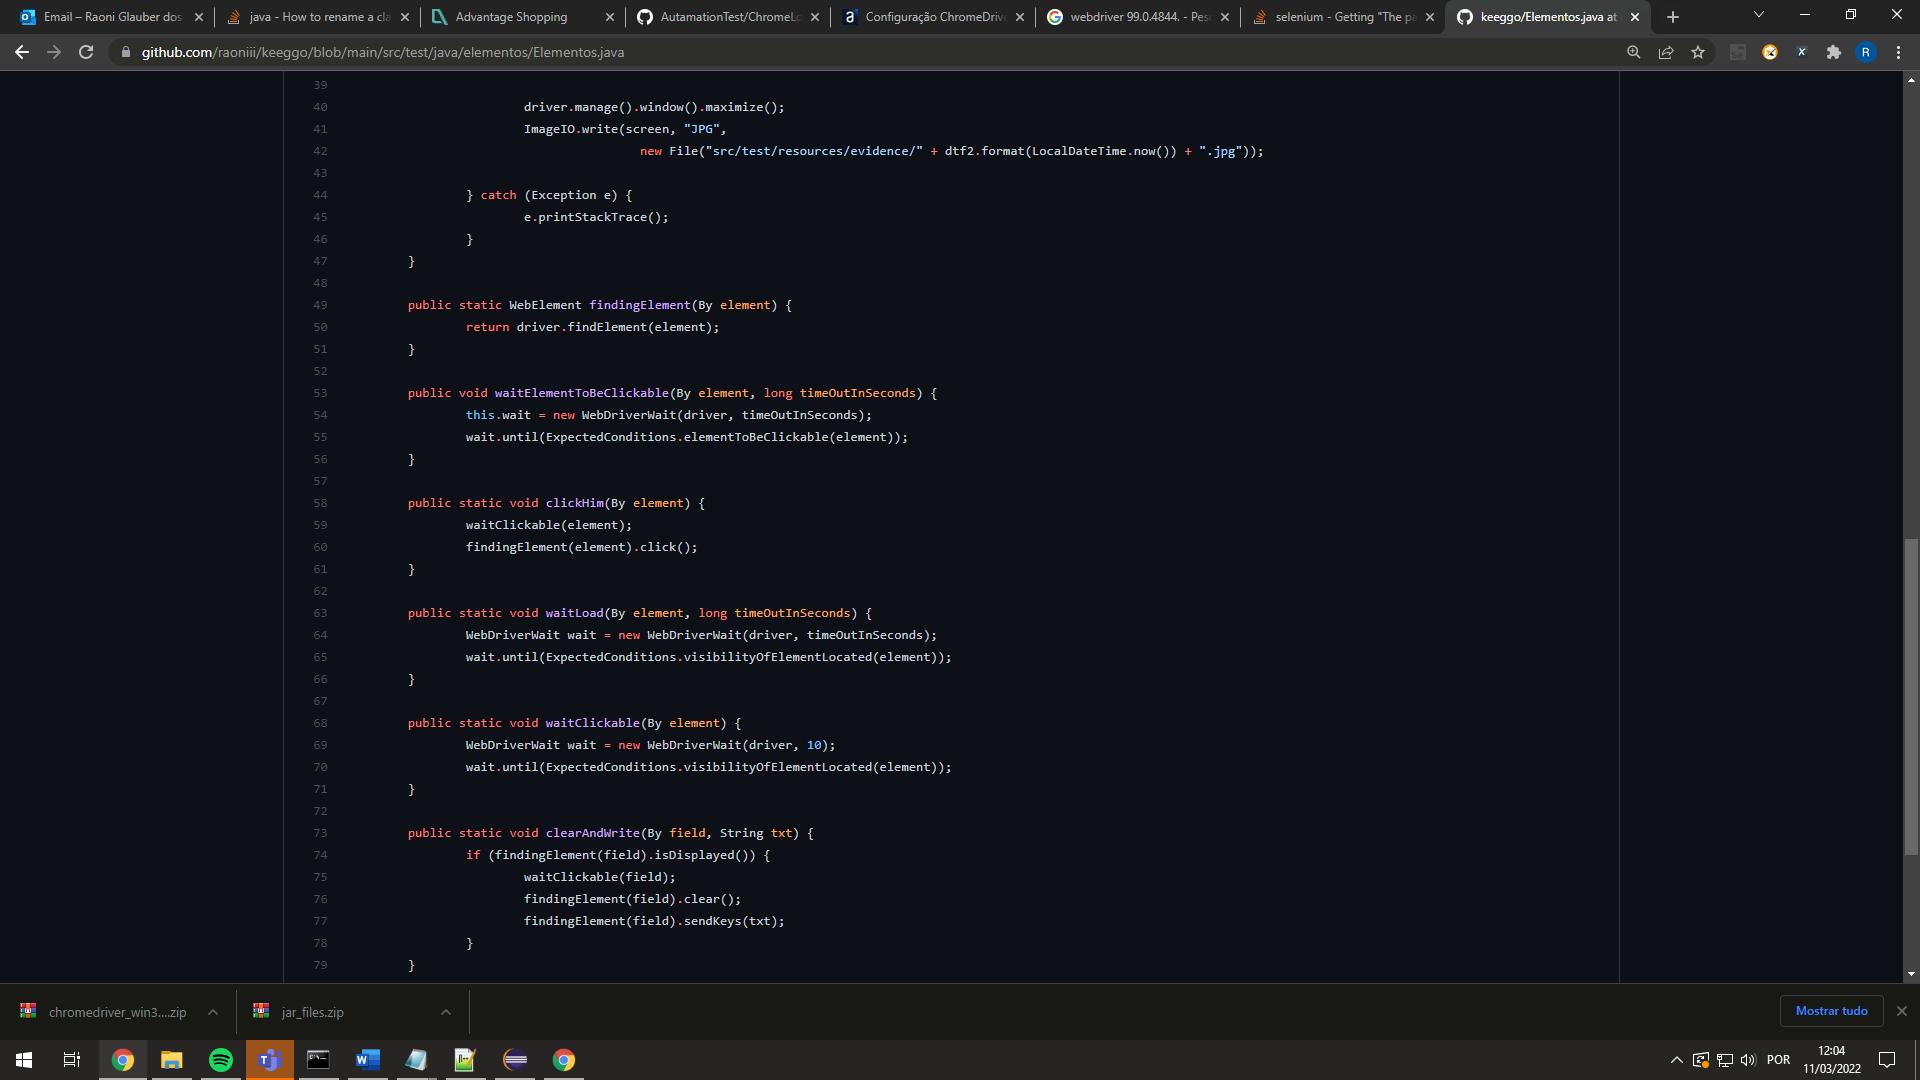 Email – Raoni Glauber dos
java - How to rename a cla
Advantage Shopping
AutamationTest/ChromeLo
Configuração ChromeDrive
webdriver 99.0.4844. - Pes
selenium - Getting "The pa
keeggo/Elementos.java at
github.com/raoniii/keeggo/blob/main/src/test/java/elementos/Elementos.java
R
39
40 driver.manage().window().maximize();
41 ImageIO.write(screen, "JPG",
42 new File("src/test/resources/evidence/" + dtf2.format(LocalDateTime.now()) + ".jpg"));
43
44 } catch (Exception e) {
45 e.printStackTrace();
46 }
47 }
48
49 public static WebElement findingElement(By element) {
50 return driver.findElement(element);
51 }
52
53 public void waitElementToBeClickable(By element, long timeOutInSeconds) {
54 this.wait = new WebDriverWait(driver, timeOutInSeconds);
55 wait.until(ExpectedConditions.elementToBeClickable(element));
56 }
57
58 public static void clickHim(By element) {
59 waitClickable(element);
60 findingElement(element).click();
61 }
62
63 public static void waitLoad(By element, long timeOutInSeconds) {
64 WebDriverWait wait = new WebDriverWait(driver, timeOutInSeconds);
65 wait.until(ExpectedConditions.visibilityOfElementLocated(element));
66 }
67
68 public static void waitClickable(By element) {
69 WebDriverWait wait = new WebDriverWait(driver, 10);
70 wait.until(ExpectedConditions.visibilityOfElementLocated(element));
71 }
72
73 public static void clearAndWrite(By field, String txt) {
74 if (findingElement(field).isDisplayed()) {
75 waitClickable(field);
76 findingElement(field).clear();
77 findingElement(field).sendKeys(txt);
78 }
79 }
chromedriver_win3....zip
jar_files.zip
Mostrar tudo
POR
12:04
11/03/2022